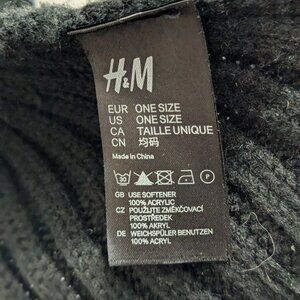 H&M
EUR ONE SIZE
US ONE SIZE
CA TAILLE UNIQUE
CN 均码
Made in China
30 P
GB USE SOFTENER
100% ACRYLIC
CZ POUŽIJTE ZMĚKČOVACÍ
PROSTŘEDEK
100% AKRYL
DE WEICHSPÜLER BENUTZEN
100% ACRYL